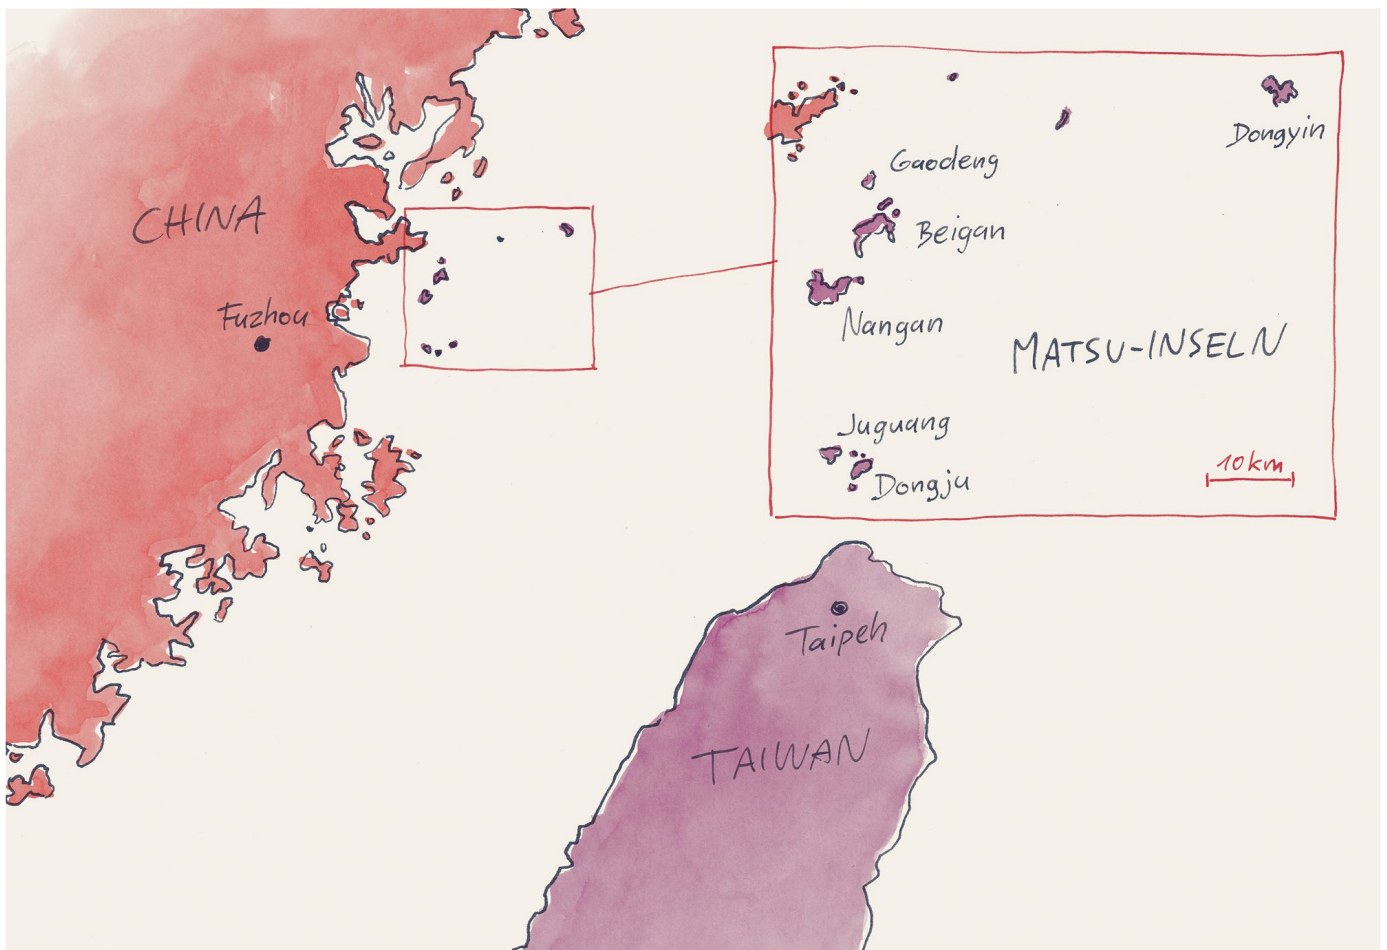 CHINA
Fuzhou
Dongyin
Gaodeng
Beigan
Nangan
MATSU-INSELN
Juguang
Dongju
10km
Taipeh
TAIWAN